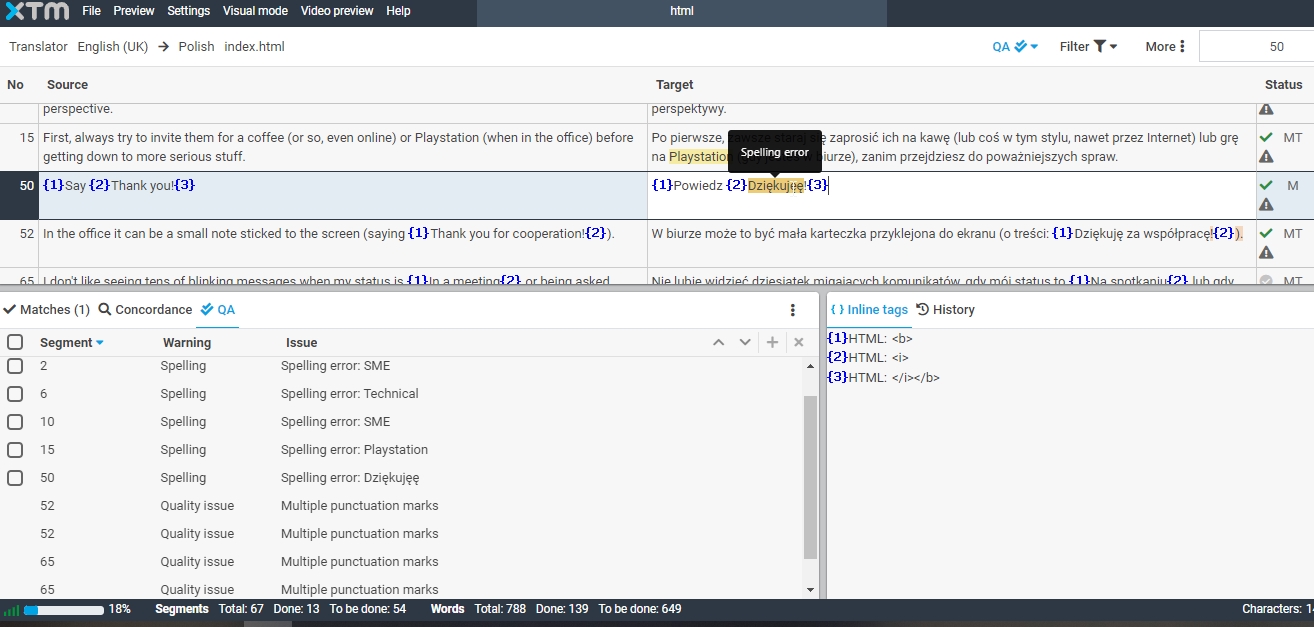 XTM File Preview Settings Visual mode Video preview Help html
Translator English (UK) → Polish index.html QA Filter More 50
No Source Target Status
perspective. perspektywy.
15 First, always try to invite them for a coffee (or so, even online) or Playstation (when in the office) before Po pierwsze, zawsze staraj się zaprosić ich na kawę (lub coś w tym stylu, nawet przez Internet) lub grę MT
getting down to more serious stuff. na Playstation biurze), zanim przejdziesz do poważniejszych spraw.
Spelling error
50 {1}Say {2}Thank you!{3} {1}Powiedz {2}Dziękujęę!{3} M
52 In the office it can be a small note sticked to the screen (saying {1}Thank you for cooperation!{2}). W biurze może to być mała karteczka przyklejona do ekranu (o treści: {1}Dziękuję za współpracę!{2}). MT
65 I don't like seeing tens of blinking messages when my status is {1}In a meeting{2} or being asked Nie lubię widzieć dziesiątek migających komunikatów, gdy mój status to {1}Na spotkaniu{2} lub gdy MT
Matches (1) Concordance QA
Segment Warning Issue
2 Spelling Spelling error: SME
6 Spelling Spelling error: Technical
10 Spelling Spelling error: SME
15 Spelling Spelling error: Playstation
50 Spelling Spelling error: Dziękujęę
52 Quality issue Multiple punctuation marks
52 Quality issue Multiple punctuation marks
65 Quality issue Multiple punctuation marks
65 Quality issue Multiple punctuation marks
{ } Inline tags History
{1}HTML: <b>
{2}HTML: <i>
{3}HTML: </i></b>
18% Segments Total: 67 Done: 13 To be done: 54 Words Total: 788 Done: 139 To be done: 649 Characters: